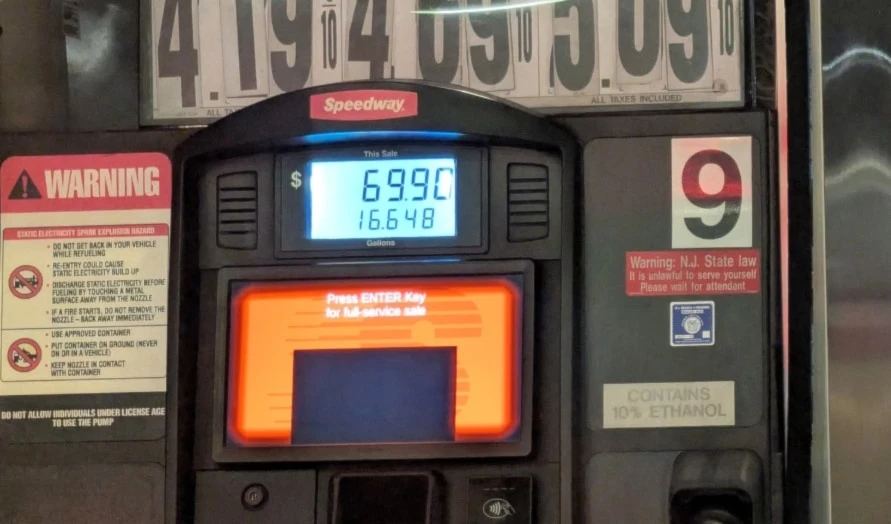 4.19 9/10 4.09 9/10 5.09 9/10
ALL TAXES INCLUDED
Speedway
This Sale
$ 69.90
16.648
Gallons
WARNING
STATIC ELECTRICITY SPARK EXPLOSION HAZARD
• DO NOT GET BACK IN YOUR VEHICLE
WHILE REFUELING
• RE-ENTRY COULD CAUSE
STATIC ELECTRICITY BUILD UP
• DISCHARGE STATIC ELECTRICITY BEFORE
FUELING BY TOUCHING A METAL
SURFACE AWAY FROM THE NOZZLE
• IF A FIRE STARTS, DO NOT REMOVE THE
NOZZLE – BACK AWAY IMMEDIATELY
• USE APPROVED CONTAINER
• PUT CONTAINER ON GROUND (NEVER
ON OR IN A VEHICLE)
• KEEP NOZZLE IN CONTACT
WITH CONTAINER
DO NOT ALLOW INDIVIDUALS UNDER LICENSE AGE
TO USE THE PUMP
Press ENTER Key
for full-service sale
9
Warning: N.J. State law
It is unlawful to serve yourself
Please wait for attendant
CONTAINS
10% ETHANOL